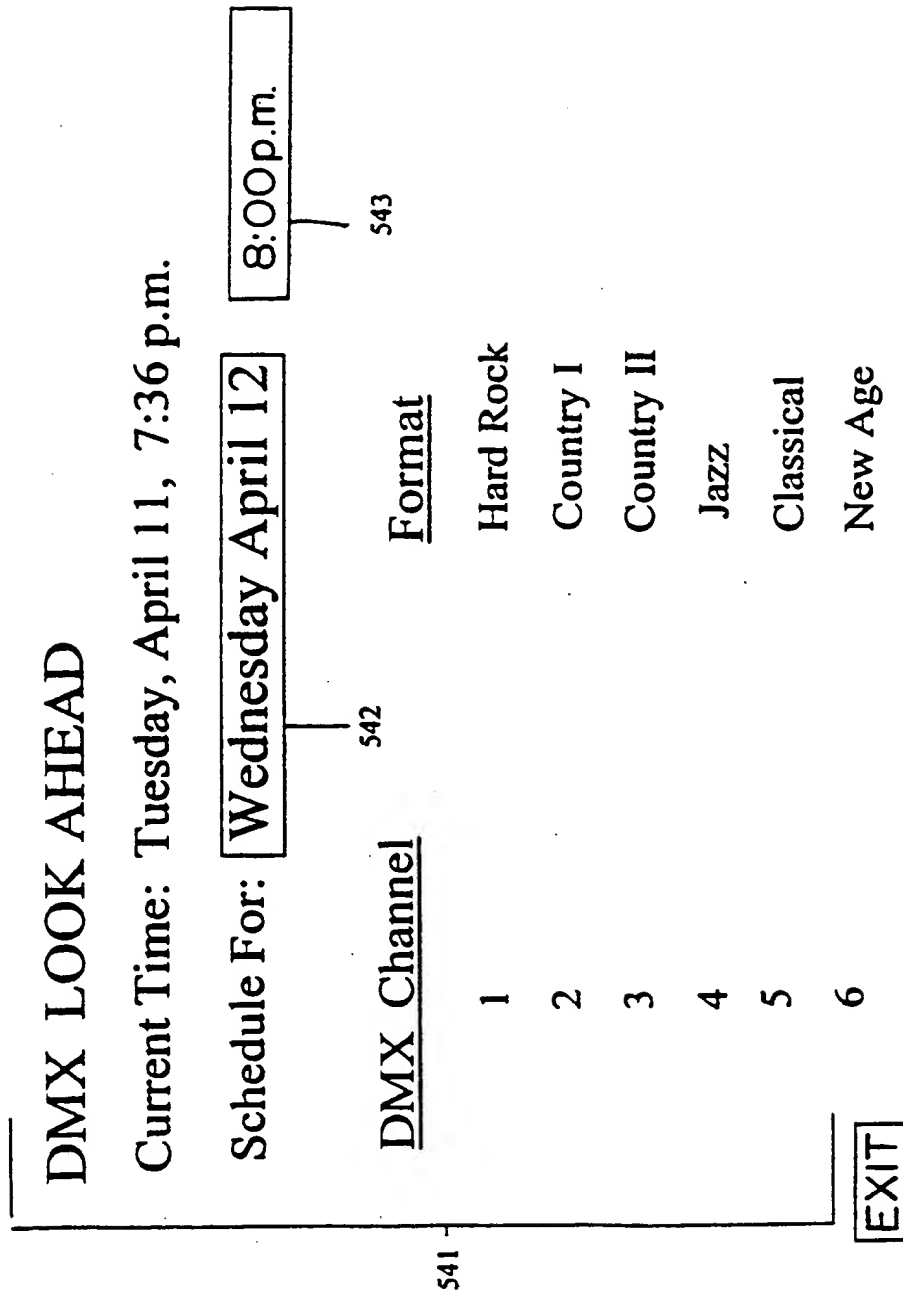 DMX LOOK AHEAD
Current Time: Tuesday, April 11, 7:36 p.m.
Schedule For: Wednesday April 12 8:00p.m.
542 543
DMX Channel Format
1 Hard Rock
2 Country I
3 Country II
4 Jazz
5 Classical
6 New Age
541
EXIT